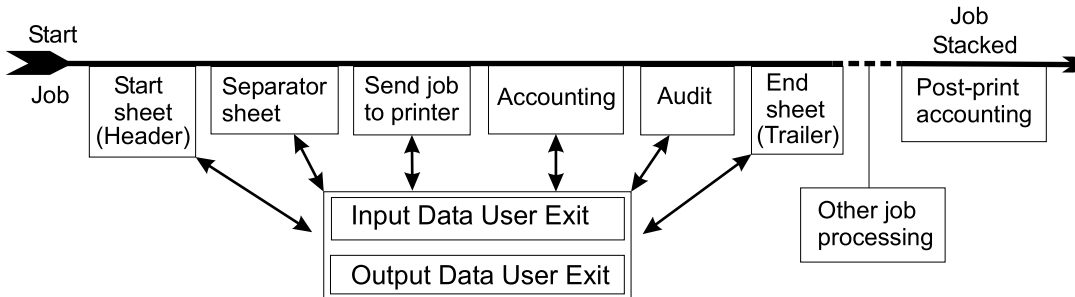 Start
Job
Start
sheet
(Header)
Separator
sheet
Send job
to printer
Accounting
Audit
End
sheet
(Trailer)
Job
Stacked
Post-print
accounting
Other job
processing
Input Data User Exit
Output Data User Exit